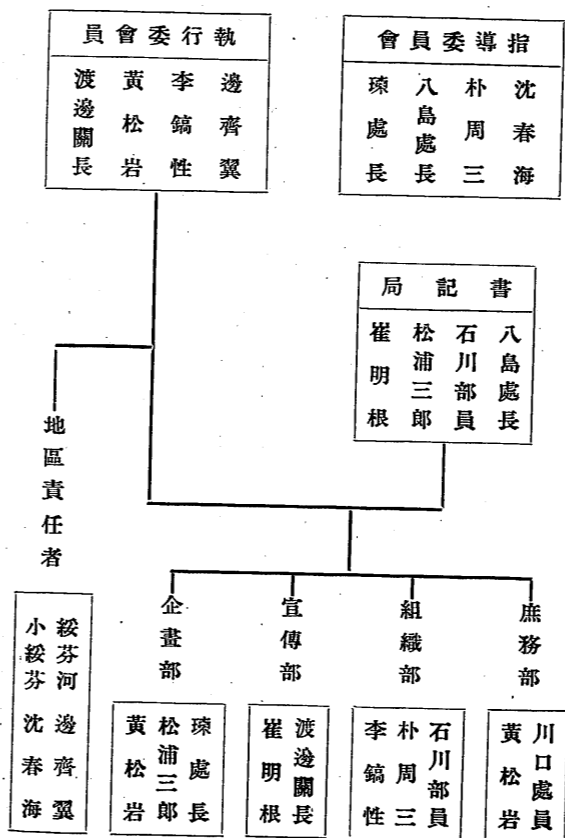 指導委員會
沈春海
朴周三
八島處長
瑧處長
員會委行執
邊齊翼
李鎬性
黃松岩
渡邊關長
書記局
八島處長
石川部員
松浦三郎
崔明根
地區責任者
綏芬河 邊齊翼
小綏芬 沈春海
庶務部
川口處員
黃松岩
組織部
石川部員
朴周三
李鎬性
宣傳部
渡邊關長
崔明根
企畫部
瑧處長
松浦三郎
黃松岩